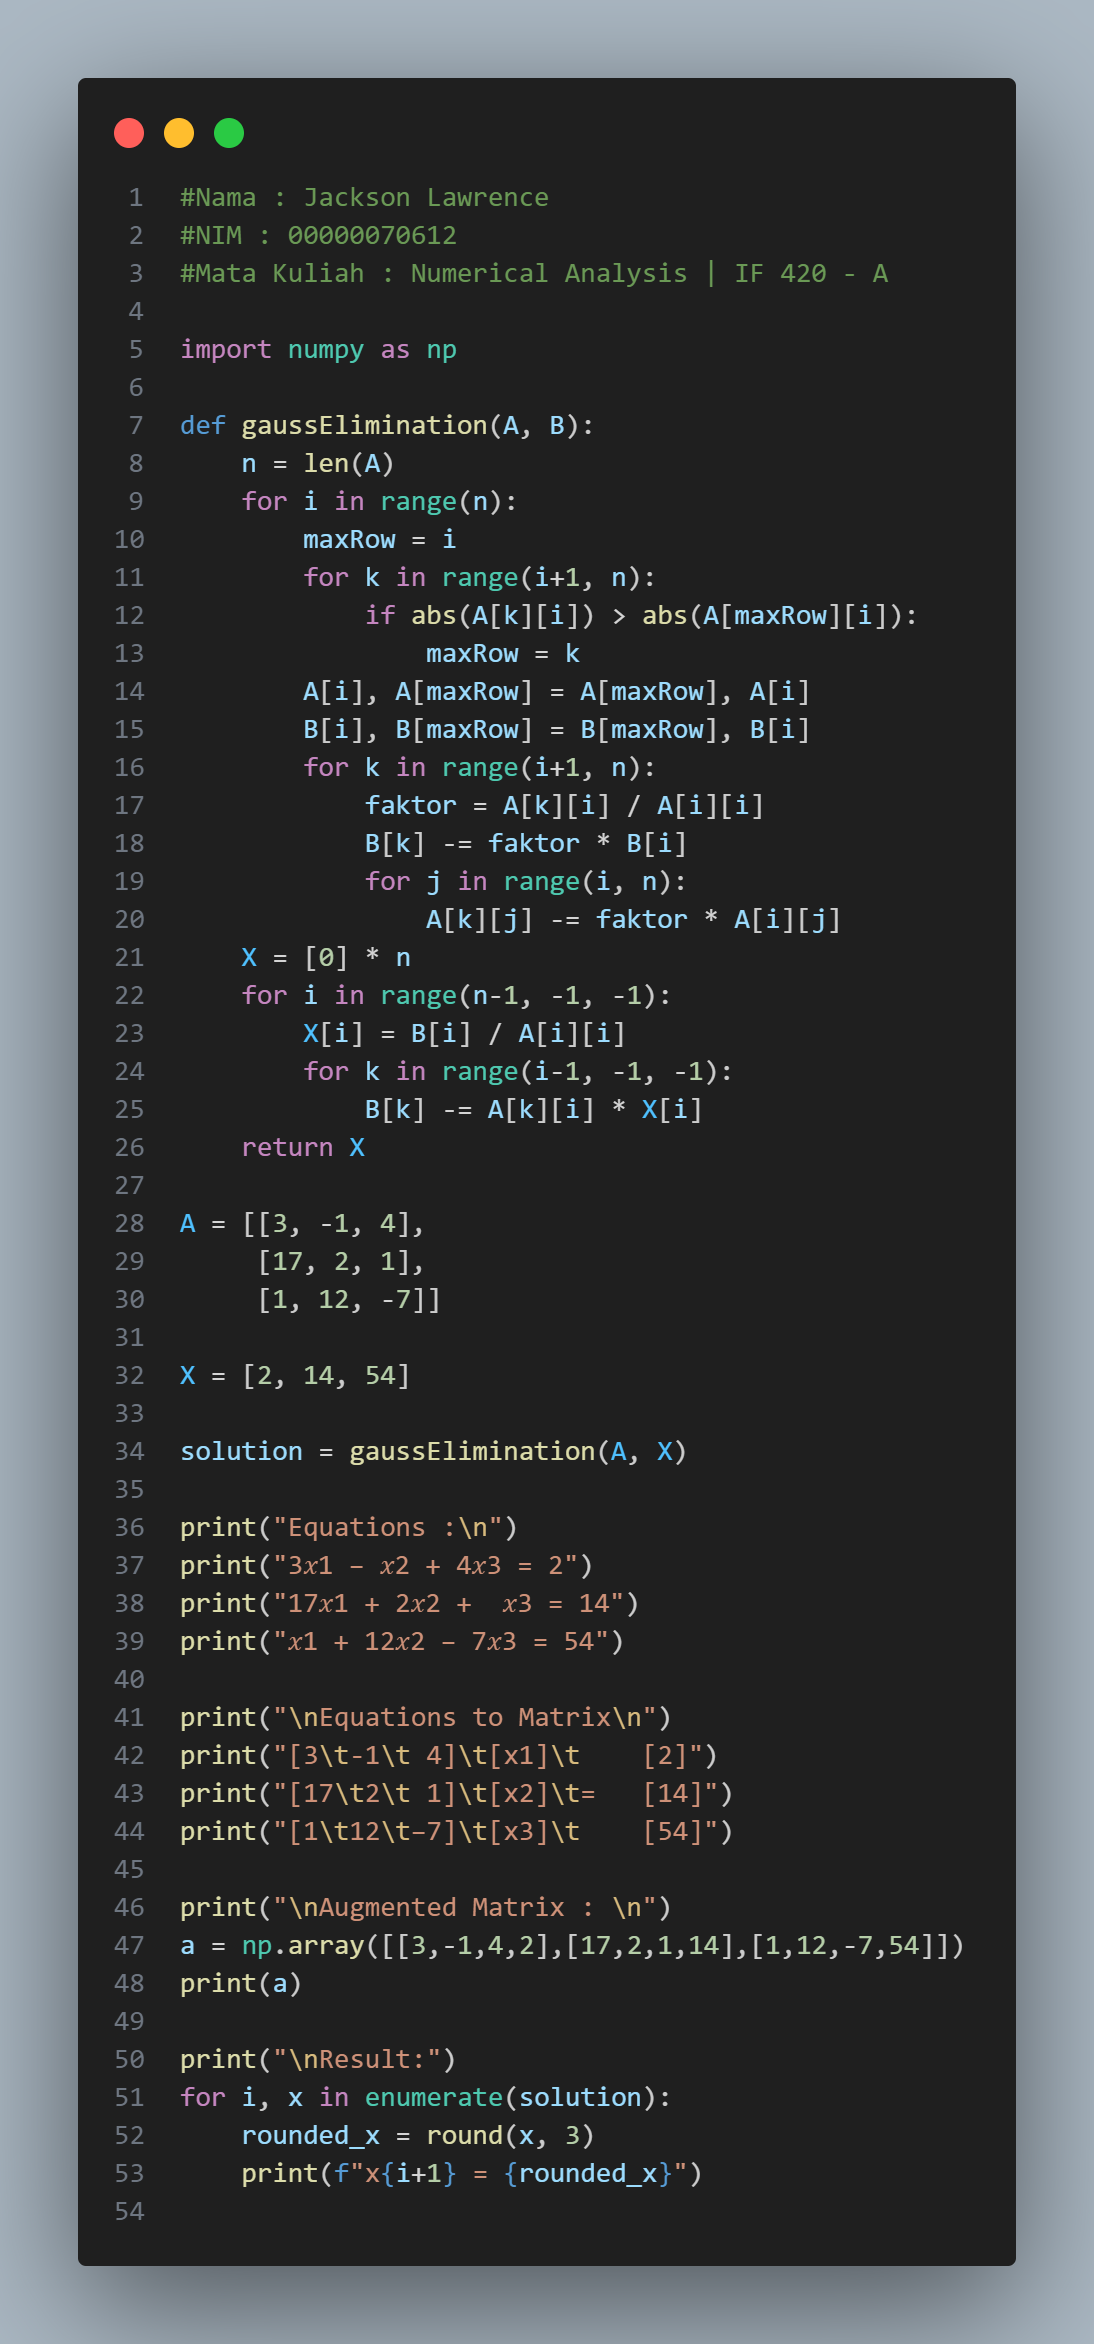 1 #Nama : Jackson Lawrence
2 #NIM : 00000070612
3 #Mata Kuliah : Numerical Analysis | IF 420 - A
4
5 import numpy as np
6
7 def gaussElimination(A, B):
8     n = len(A)
9     for i in range(n):
10         maxRow = i
11         for k in range(i+1, n):
12             if abs(A[k][i]) > abs(A[maxRow][i]):
13                 maxRow = k
14         A[i], A[maxRow] = A[maxRow], A[i]
15         B[i], B[maxRow] = B[maxRow], B[i]
16         for k in range(i+1, n):
17             faktor = A[k][i] / A[i][i]
18             B[k] -= faktor * B[i]
19             for j in range(i, n):
20                 A[k][j] -= faktor * A[i][j]
21     X = [0] * n
22     for i in range(n-1, -1, -1):
23         X[i] = B[i] / A[i][i]
24         for k in range(i-1, -1, -1):
25             B[k] -= A[k][i] * X[i]
26     return X
27
28 A = [[3, -1, 4],
29      [17, 2, 1],
30      [1, 12, -7]]
31
32 X = [2, 14, 54]
33
34 solution = gaussElimination(A, X)
35
36 print("Equations :\n")
37 print("3𝑥1 − 𝑥2 + 4𝑥3 = 2")
38 print("17𝑥1 + 2𝑥2 +  𝑥3 = 14")
39 print("𝑥1 + 12𝑥2 − 7𝑥3 = 54")
40
41 print("\nEquations to Matrix\n")
42 print("[3\t-1\t 4]\t[x1]\t    [2]")
43 print("[17\t2\t 1]\t[x2]\t=   [14]")
44 print("[1\t12\t−7]\t[x3]\t    [54]")
45
46 print("\nAugmented Matrix : \n")
47 a = np.array([[3,-1,4,2],[17,2,1,14],[1,12,-7,54]])
48 print(a)
49
50 print("\nResult:")
51 for i, x in enumerate(solution):
52     rounded_x = round(x, 3)
53     print(f"x{i+1} = {rounded_x}")
54